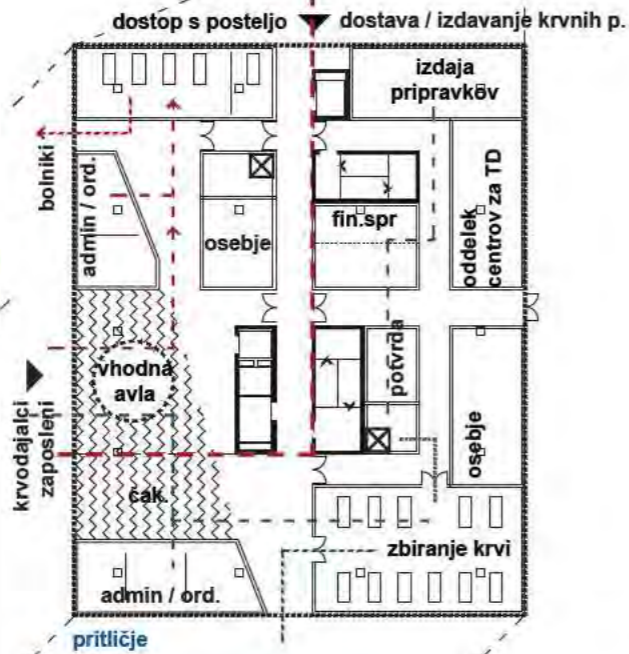 dostop s posteljo
dostava / izdavanje krvnih p.
izdaja
pripravkov
bolniki
admin / ord.
osebje
fin.spr
oddelek
centrov za TD
vhodna
avla
potvrda
krvodajalci
zaposleni
čak.
osebje
zbiranje krvi
admin / ord.
pritličje